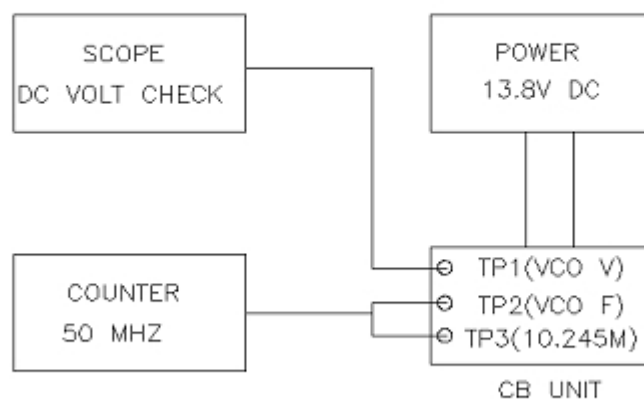 SCOPE
DC VOLT CHECK
POWER
13.8V DC
COUNTER
50 MHZ
TP1(VCO V)
TP2(VCO F)
TP3(10.245M)
CB UNIT